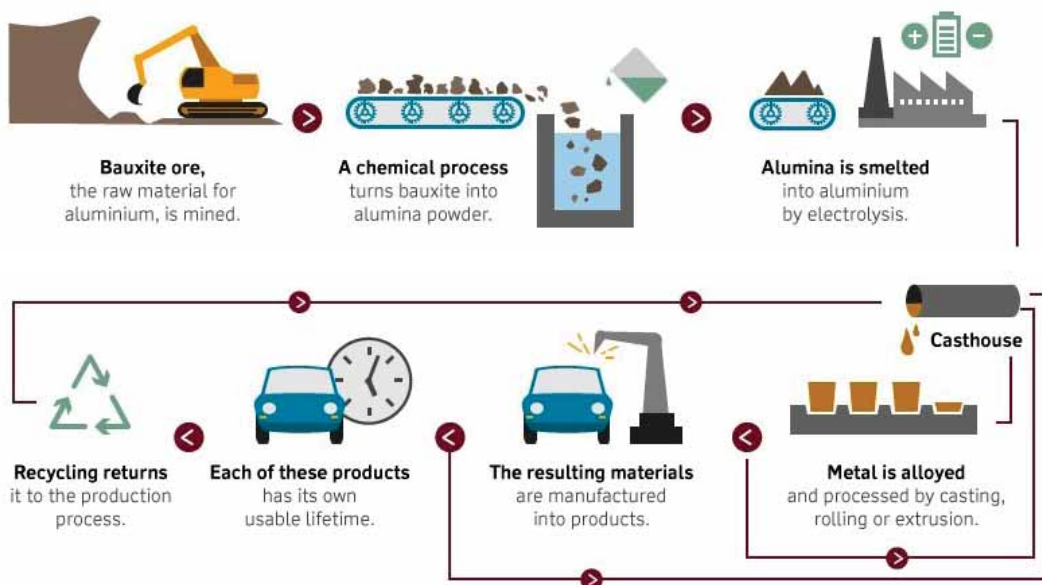 Bauxite ore,
the raw material for
aluminium, is mined.
A chemical process
turns bauxite into
alumina powder.
Alumina is smelted
into aluminium
by electrolysis.
Casthouse
Recycling returns
it to the production
process.
Each of these products
has its own
usable lifetime.
The resulting materials
are manufactured
into products.
Metal is alloyed
and processed by casting,
rolling or extrusion.